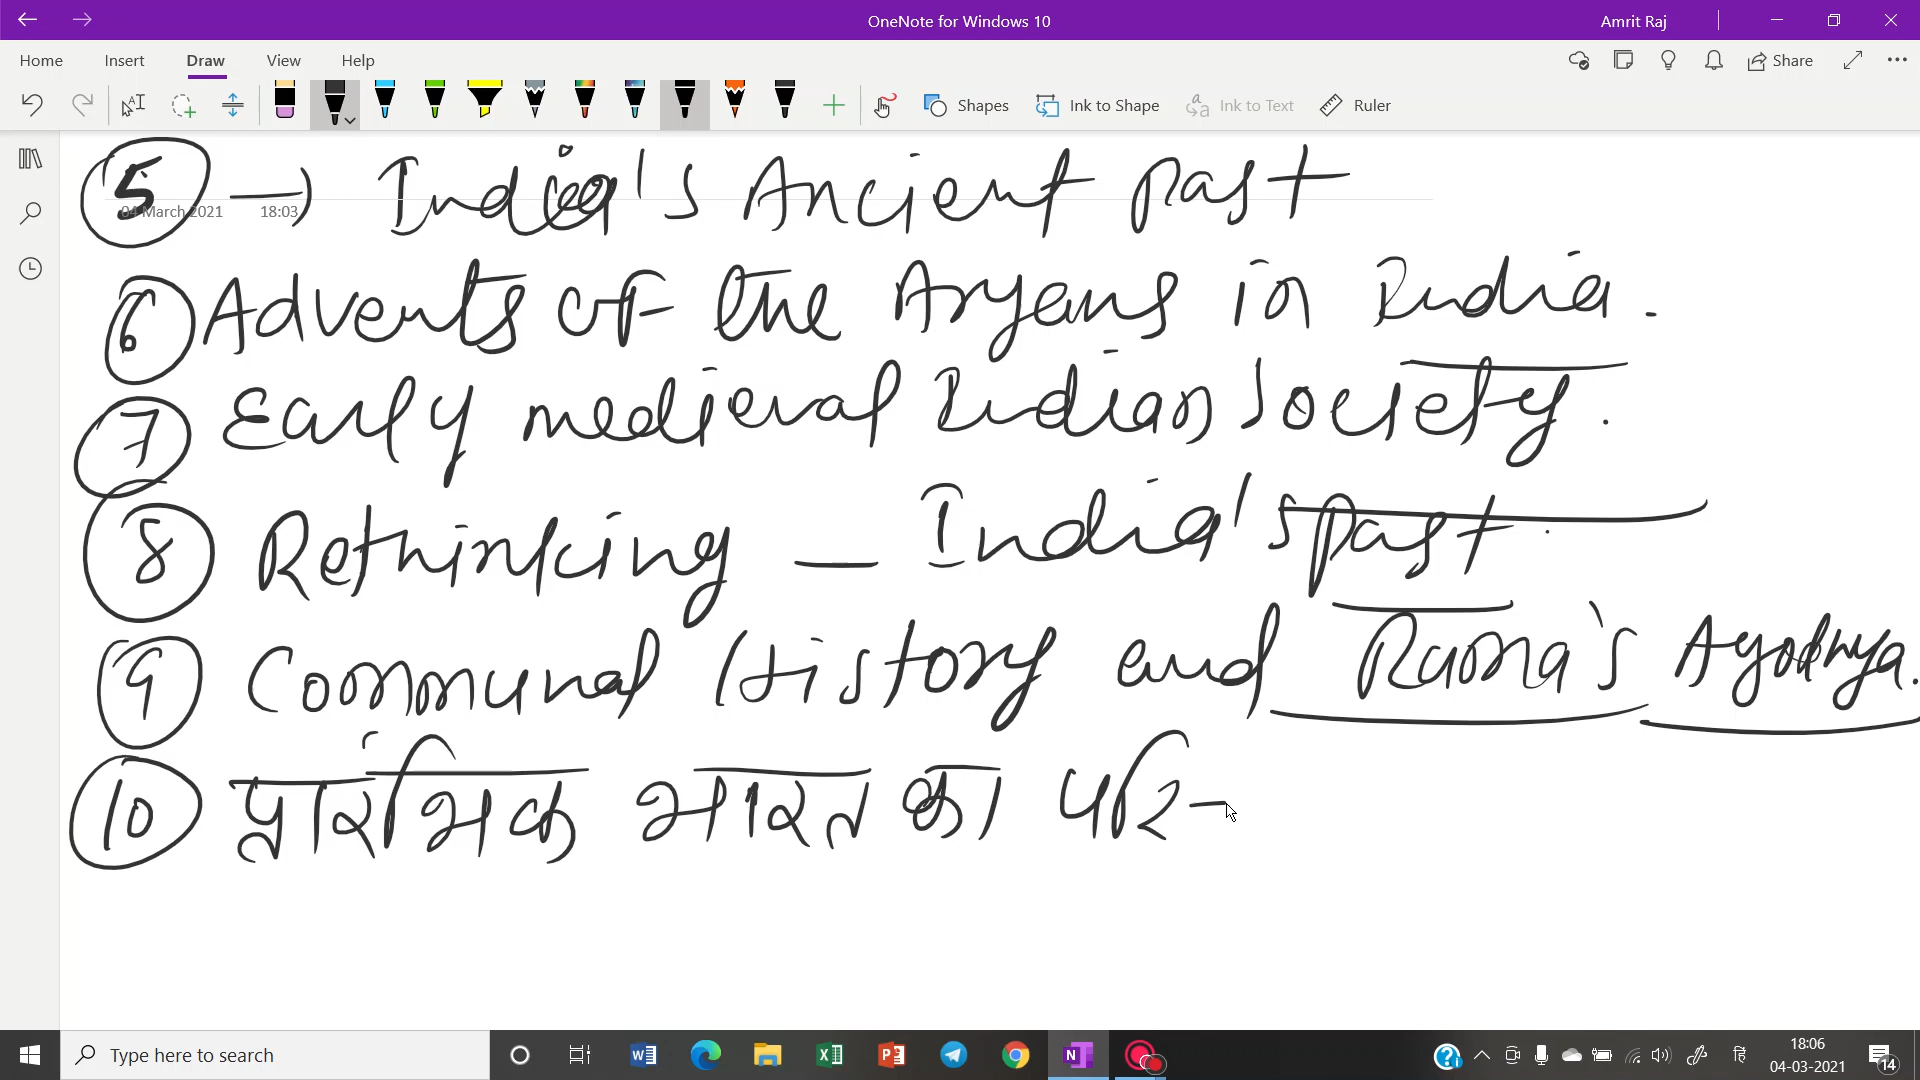 OneNote for Windows 10
Amrit Raj
Home Insert Draw View Help
Share
Shapes Ink to Shape Ink to Text Ruler
⑤ → India's Ancient Past
04 March 2021 18:03
⑥ Advents of the Aryans in India.
⑦ Early medieval Indian Society.
⑧ Rethinking — India's past.
⑨ Communal History and Rama's Ayodhya.
⑩ प्रारंभिक भारत का परि-
Type here to search
हि
18:06
04-03-2021
14